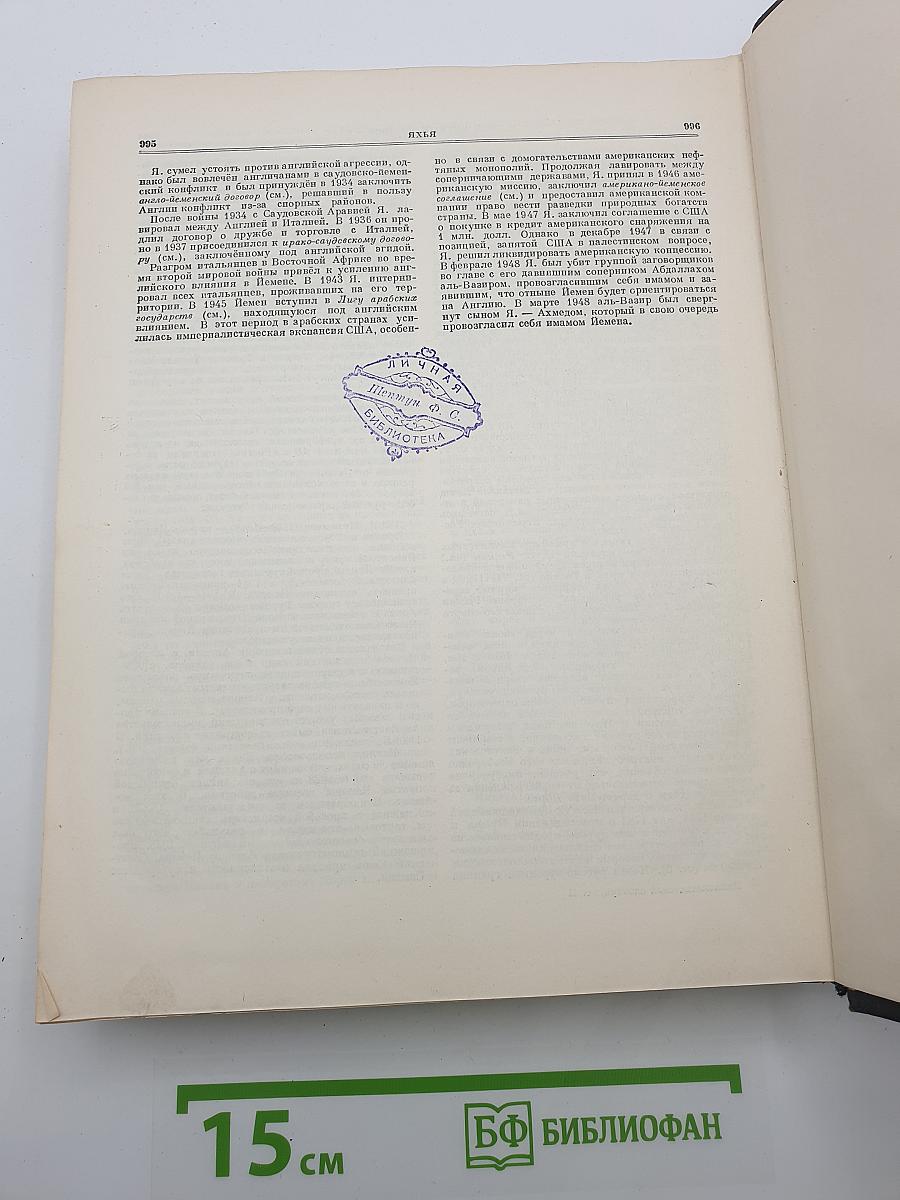 995
ЯХЬЯ
996
Я. сумел устоять против английской агрессии, од-
нако был вовлечён англичанами в саудовско-йемен-
ский конфликт и был принуждён в 1934 заключить
англо-йеменский договор (см.), решавший в пользу
Англии конфликт из-за спорных районов.
После войны 1934 с Саудовской Аравией Я. ла-
вировал между Англией и Италией. В 1936 он про-
длил договор о дружбе и торговле с Италией,
но в 1937 присоединился к ирако-саудовскому догово-
ру (см.), заключённому под английской эгидой.
Разгром итальянцев в Восточной Африке во вре-
мя второй мировой войны привёл к усилению анг-
лийского влияния в Йемене. В 1943 Я. интерни-
ровал всех итальянцев, проживавших на его тер-
ритории. В 1945 Йемен вступил в Лигу арабских
государств (см.), находящуюся под английским
влиянием. В этот период в арабских странах уси-
лилась империалистическая экспансия США, особен-
но в связи с домогательствами американских неф-
тяных монополий. Продолжая лавировать между
соперничающими державами, Я. принял в 1946 аме-
риканскую миссию, заключил американо-йеменское
соглашение (см.) и предоставил американской ком-
пании право вести разведки природных богатств
страны. В мае 1947 Я. заключил соглашение с США
о покупке в кредит американского снаряжения на
1 млн. долл. Однако в декабре 1947 в связи с
позицией, занятой США в палестинском вопросе,
Я. решил ликвидировать американскую концессию.
В феврале 1948 Я. был убит группой заговорщиков
во главе с его давнишним соперником Абдаллахом
аль-Вазиром, провозгласившим себя имамом и за-
явившим, что отныне Йемен будет ориентироваться
на Англию. В марте 1948 аль-Вазир был сверг-
нут сыном Я. — Ахмедом, который в свою очередь
провозгласил себя имамом Йемена.
ЛИЧНАЯ
Шептун Ф. С.
БИБЛИОТЕКА
15 см
БФ БИБЛИОФАН